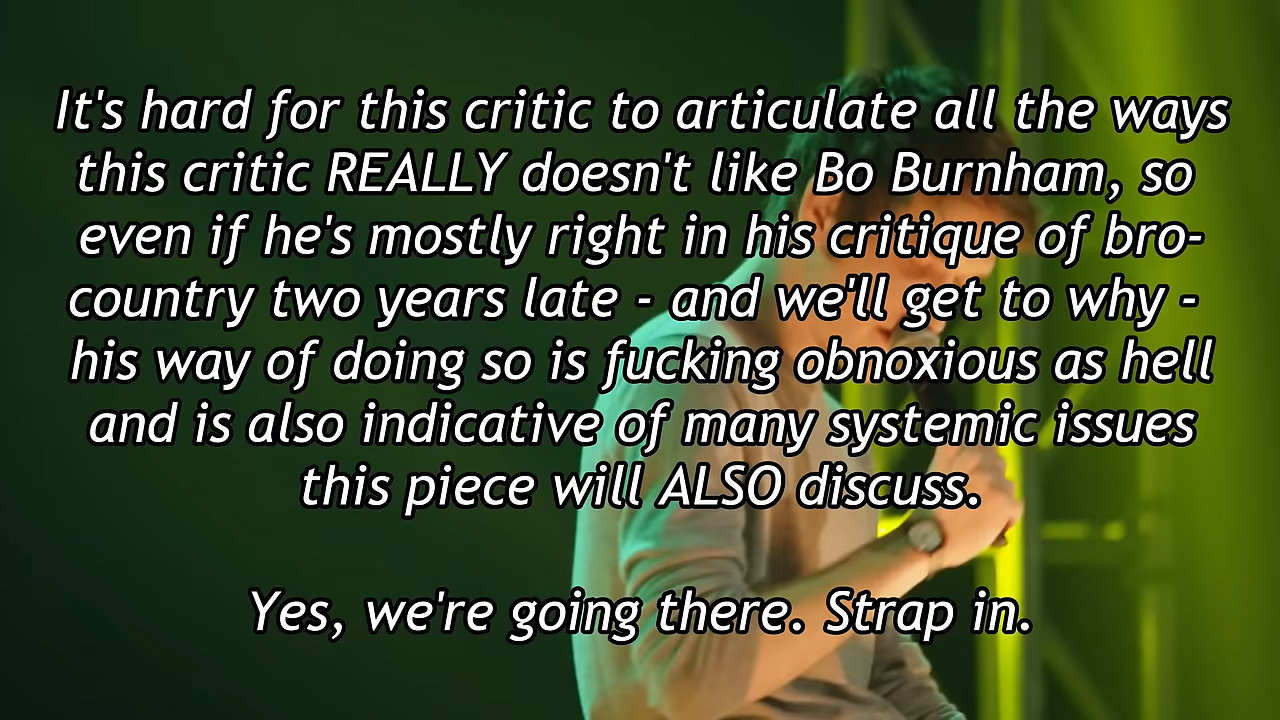 It's hard for this critic to articulate all the ways
this critic REALLY doesn't like Bo Burnham, so
even if he's mostly right in his critique of bro-
country two years late - and we'll get to why -
his way of doing so is fucking obnoxious as hell
and is also indicative of many systemic issues
this piece will ALSO discuss.
Yes, we're going there. Strap in.